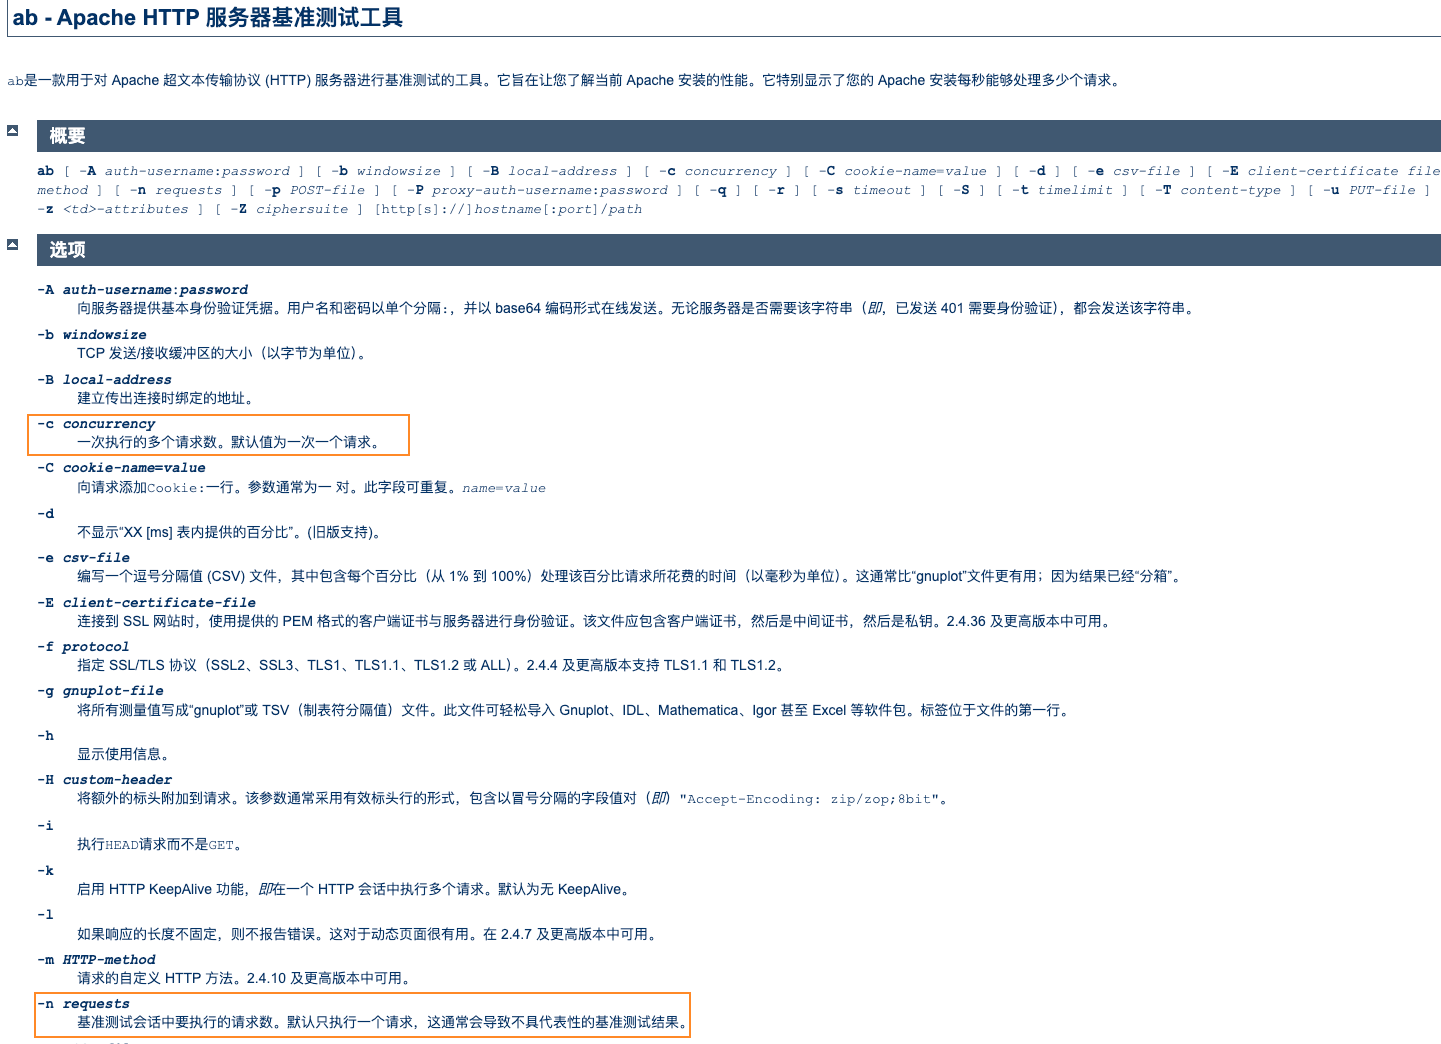 ab - Apache HTTP 服务器基准测试工具
ab是一款用于对 Apache 超文本传输协议 (HTTP) 服务器进行基准测试的工具。它旨在让您了解当前 Apache 安装的性能。它特别显示了您的 Apache 安装每秒能够处理多少个请求。
概要
ab [ -A auth-username:password ] [ -b windowsize ] [ -B local-address ] [ -c concurrency ] [ -C cookie-name=value ] [ -d ] [ -e csv-file ] [ -E client-certificate file
method ] [ -n requests ] [ -p POST-file ] [ -P proxy-auth-username:password ] [ -q ] [ -r ] [ -s timeout ] [ -S ] [ -t timelimit ] [ -T content-type ] [ -u PUT-file ]
-z <td>-attributes ] [ -Z ciphersuite ] [http[s]://]hostname[:port]/path
选项
-A auth-username:password
向服务器提供基本身份验证凭据。用户名和密码以单个分隔:，并以 base64 编码形式在线发送。无论服务器是否需要该字符串（即，已发送 401 需要身份验证），都会发送该字符串。
-b windowsize
TCP 发送/接收缓冲区的大小（以字节为单位）。
-B local-address
建立传出连接时绑定的地址。
-c concurrency
一次执行的多个请求数。默认值为一次一个请求。
-C cookie-name=value
向请求添加Cookie:一行。参数通常为一 对。此字段可重复。name=value
-d
不显示“XX [ms] 表内提供的百分比”。(旧版支持)。
-e csv-file
编写一个逗号分隔值 (CSV) 文件，其中包含每个百分比（从 1% 到 100%）处理该百分比请求所花费的时间（以毫秒为单位）。这通常比“gnuplot”文件更有用；因为结果已经“分箱”。
-E client-certificate-file
连接到 SSL 网站时，使用提供的 PEM 格式的客户端证书与服务器进行身份验证。该文件应包含客户端证书，然后是中间证书，然后是私钥。2.4.36 及更高版本中可用。
-f protocol
指定 SSL/TLS 协议（SSL2、SSL3、TLS1、TLS1.1、TLS1.2 或 ALL）。2.4.4 及更高版本支持 TLS1.1 和 TLS1.2。
-g gnuplot-file
将所有测量值写成“gnuplot”或 TSV（制表符分隔值）文件。此文件可轻松导入 Gnuplot、IDL、Mathematica、Igor 甚至 Excel 等软件包。标签位于文件的第一行。
-h
显示使用信息。
-H custom-header
将额外的标头附加到请求。该参数通常采用有效标头行的形式，包含以冒号分隔的字段值对（即）"Accept-Encoding: zip/zop;8bit"。
-i
执行HEAD请求而不是GET。
-k
启用 HTTP KeepAlive 功能，即在一个 HTTP 会话中执行多个请求。默认为无 KeepAlive。
-l
如果响应的长度不固定，则不报告错误。这对于动态页面很有用。在 2.4.7 及更高版本中可用。
-m HTTP-method
请求的自定义 HTTP 方法。2.4.10 及更高版本中可用。
-n requests
基准测试会话中要执行的请求数。默认只执行一个请求，这通常会导致不具代表性的基准测试结果。